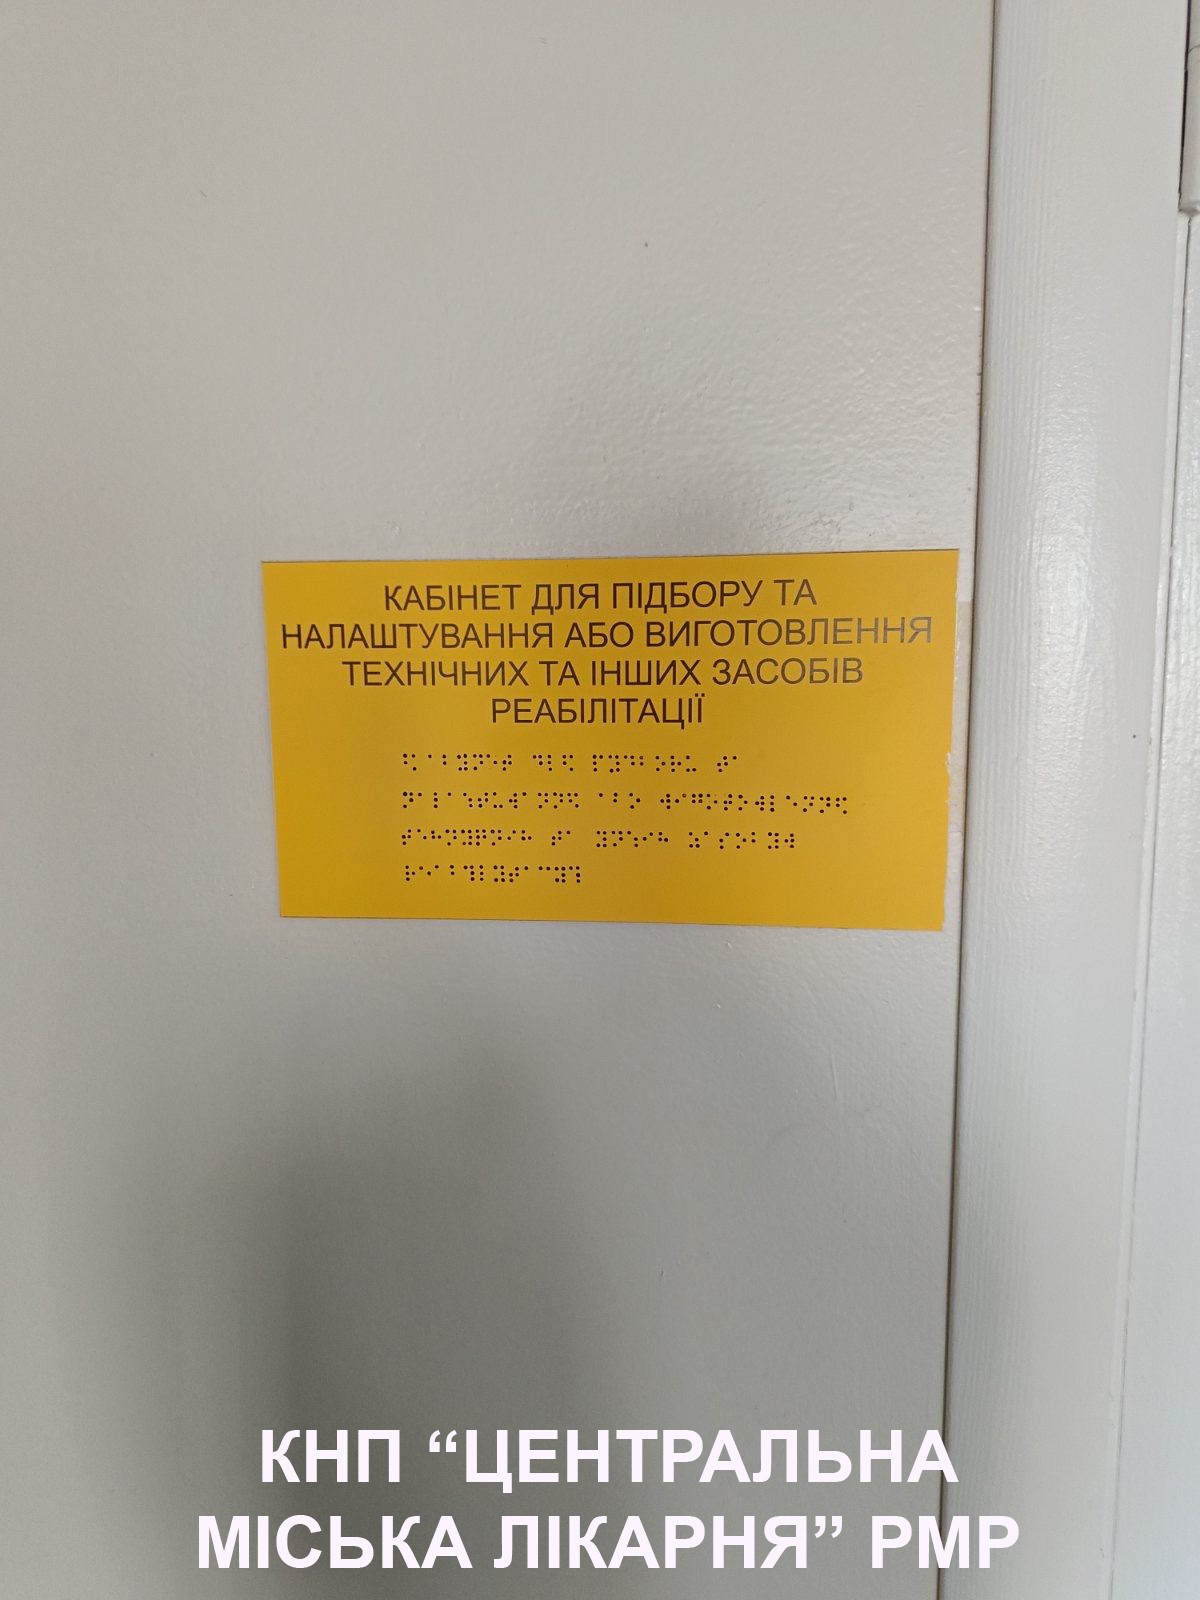 КАБІНЕТ ДЛЯ ПІДБОРУ ТА
НАЛАШТУВАННЯ АБО ВИГОТОВЛЕННЯ
ТЕХНІЧНИХ ТА ІНШИХ ЗАСОБІВ
РЕАБІЛІТАЦІЇ
КНП “ЦЕНТРАЛЬНА
МІСЬКА ЛІКАРНЯ” РМР